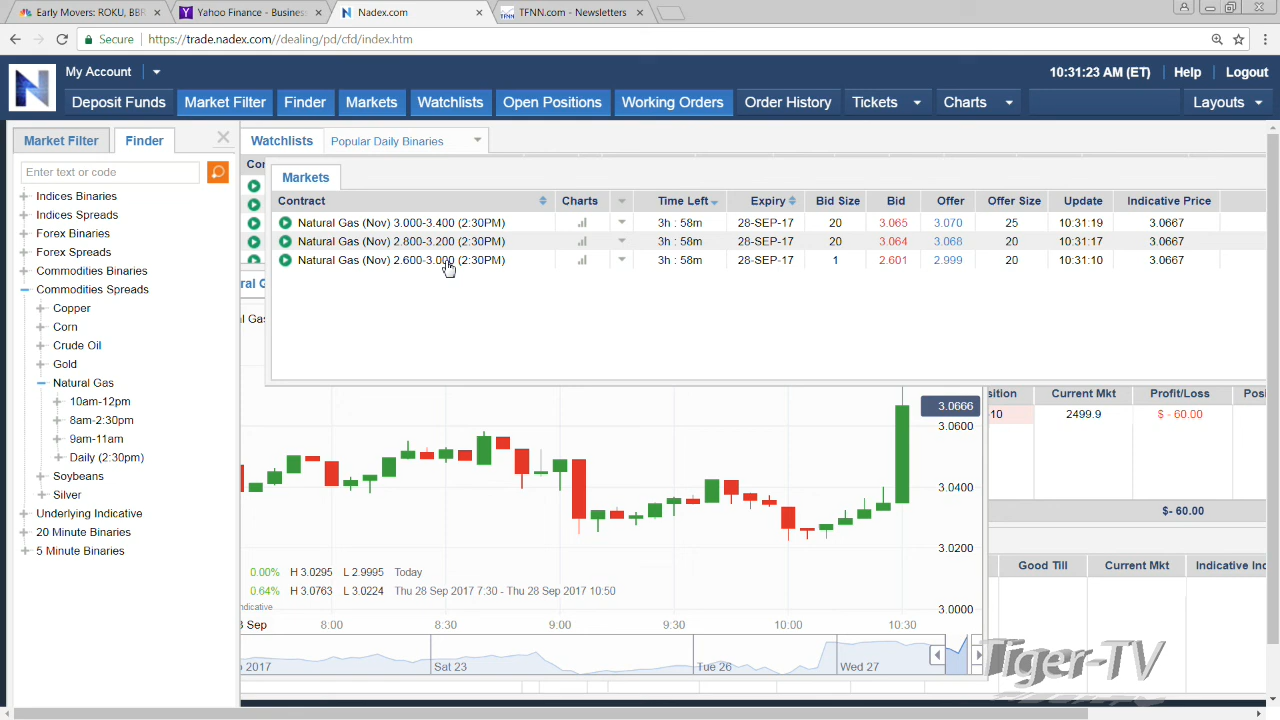 Early Movers: ROKU, BBR
Yahoo Finance - Busines
Nadex.com
TFNN.com - Newsletters
Secure
https://trade.nadex.com//dealing/pd/cfd/index.htm
N
My Account
10:31:23 AM (ET)
Help
Logout
Deposit Funds
Market Filter
Finder
Markets
Watchlists
Open Positions
Working Orders
Order History
Tickets
Charts
Layouts
Market Filter
Finder
Enter text or code
Indices Binaries
Indices Spreads
Forex Binaries
Forex Spreads
Commodities Binaries
Commodities Spreads
Copper
Corn
Crude Oil
Gold
Natural Gas
10am-12pm
8am-2:30pm
9am-11am
Daily (2:30pm)
Soybeans
Silver
Underlying Indicative
20 Minute Binaries
5 Minute Binaries
Watchlists
Popular Daily Binaries
Cor
Markets
Contract Charts Time Left Expiry Bid Size Bid Offer Offer Size Update Indicative Price
Natural Gas (Nov) 3.000-3.400 (2:30PM) 3h : 58m 28-SEP-17 20 3.065 3.070 25 10:31:19 3.0667
Natural Gas (Nov) 2.800-3.200 (2:30PM) 3h : 58m 28-SEP-17 20 3.064 3.068 20 10:31:17 3.0667
Natural Gas (Nov) 2.600-3.000 (2:30PM) 3h : 58m 28-SEP-17 1 2.601 2.999 20 10:31:10 3.0667
ral G
al Gas
3.0666
3.0600
3.0400
3.0200
3.0000
0.00% H 3.0295 L 2.9995 Today
0.64% H 3.0763 L 3.0224 Thu 28 Sep 2017 7.30 - Thu 28 Sep 2017 10:50
ndicative
8 Sep 8:00 8:30 9:00 9:30 10:00 10:30
p 2017 Sat 23 Tue 26 Wed 27
sition Current Mkt Profit/Loss Posi
10 2499.9 $ - 60.00
$- 60.00
Good Till Current Mkt Indicative Ind
Tiger-TV